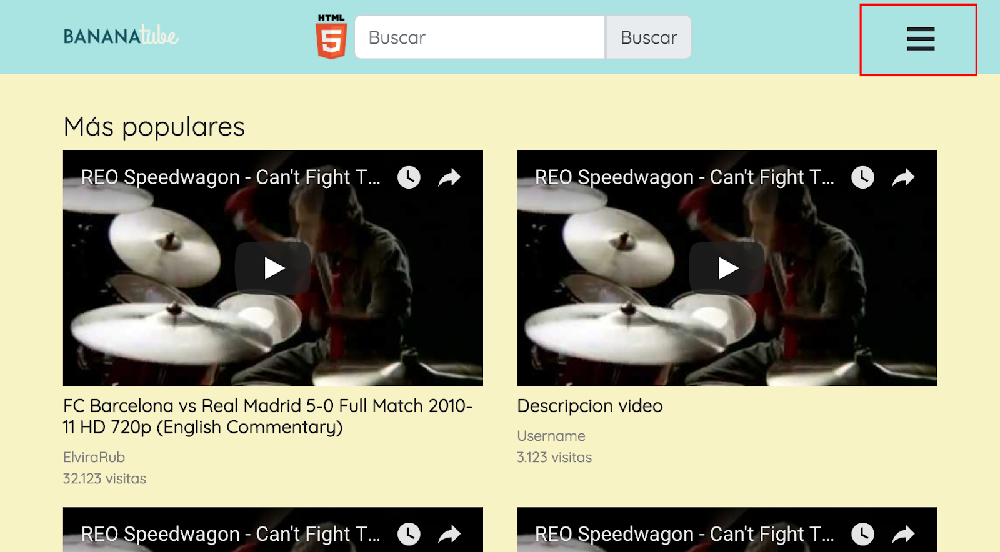 BANANAtube
HTML
5
Buscar
Buscar
Más populares
REO Speedwagon - Can't Fight T...
REO Speedwagon - Can't Fight T...
FC Barcelona vs Real Madrid 5-0 Full Match 2010-
11 HD 720p (English Commentary)
ElviraRub
32.123 visitas
Descripcion video
Username
3.123 visitas
REO Speedwagon - Can't Fight T...
REO Speedwagon - Can't Fight T...